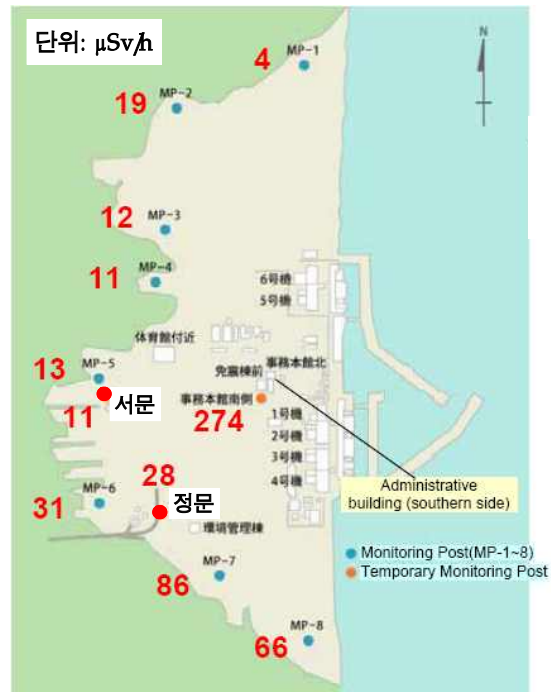 단위: μSv/h
N
4
MP-1
19
MP-2
12
MP-3
11
MP-4
6号機
5号機
体育館付近
13
MP-5
免震棟前
事務本館北
11
서문
事務本館南側
274
1号機
2号機
3号機
4号機
28
31
MP-6
정문
環境管理棟
Administrative
building (southern side)
86
MP-7
Monitoring Post(MP-1~8)
Temporary Monitoring Post
66
MP-8